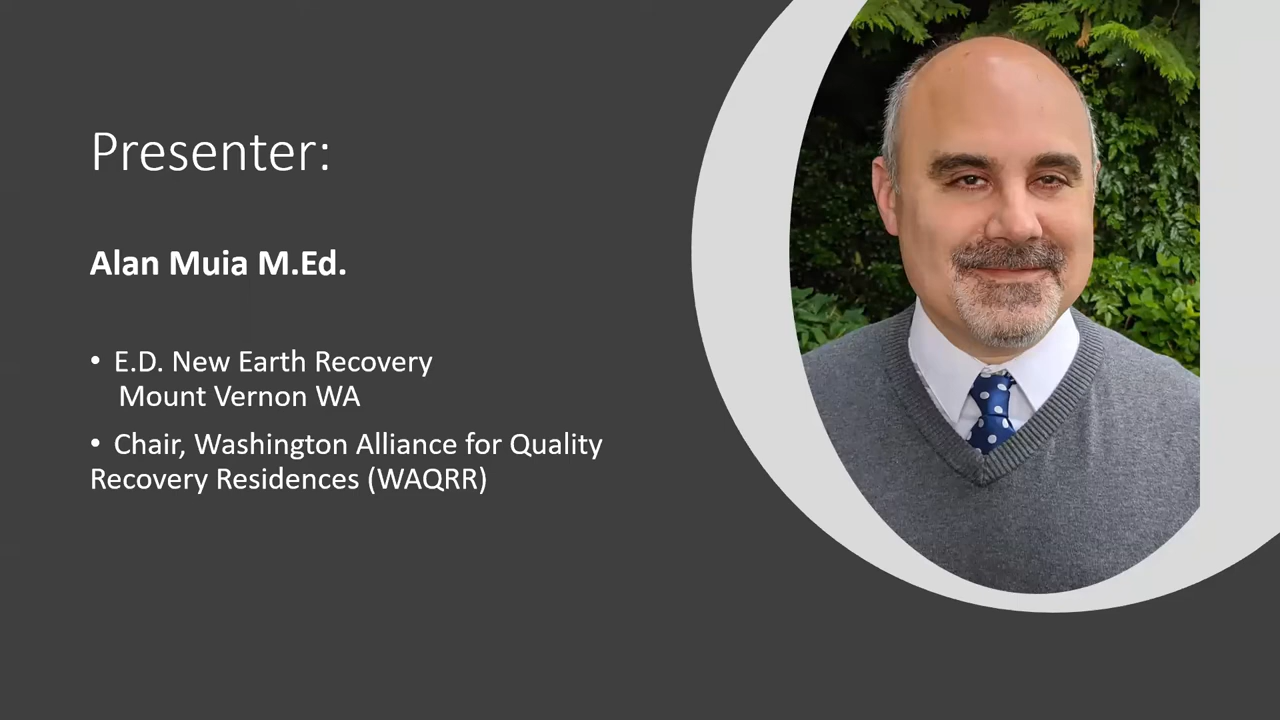 Presenter:
Alan Muia M.Ed.
• E.D. New Earth Recovery
Mount Vernon WA
• Chair, Washington Alliance for Quality
Recovery Residences (WAQRR)